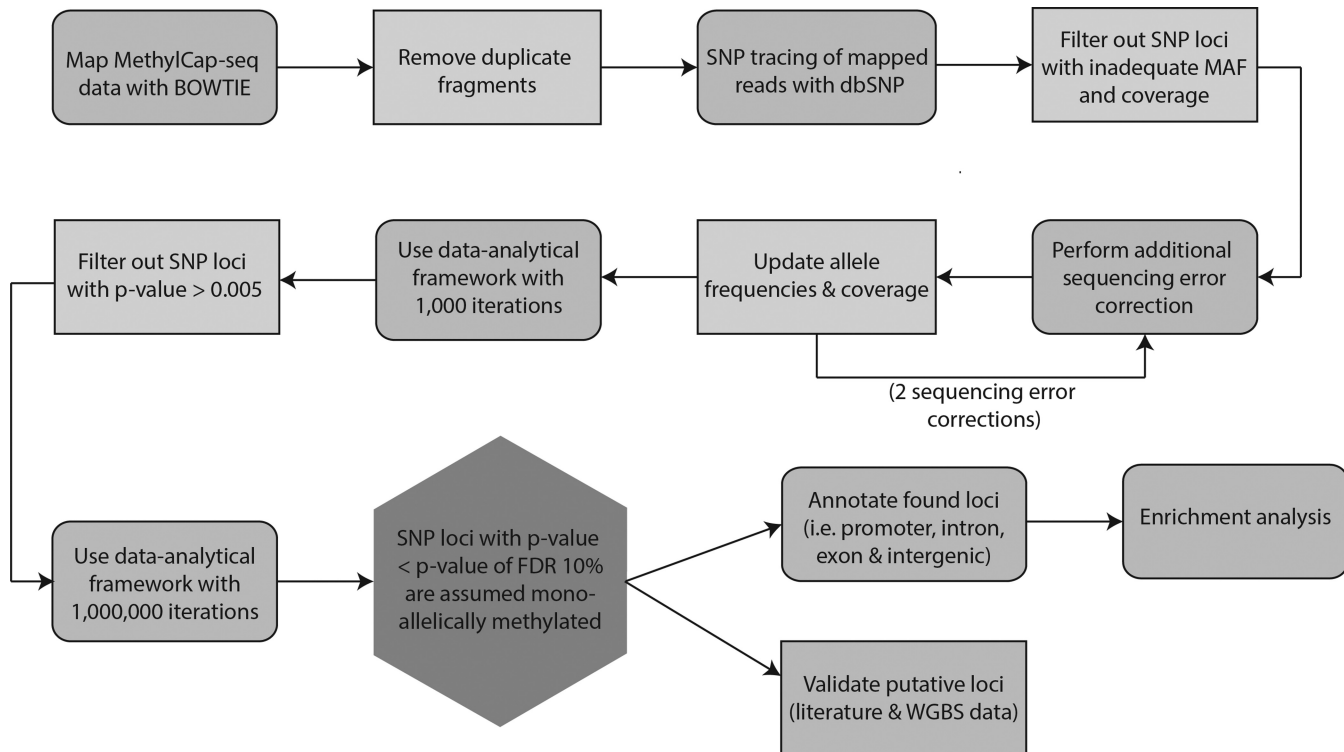 Map MethylCap-seq
data with BOWTIE
Remove duplicate
fragments
SNP tracing of mapped
reads with dbSNP
Filter out SNP loci
with inadequate MAF
and coverage
Filter out SNP loci
with p-value > 0.005
Use data-analytical
framework with
1,000 iterations
Update allele
frequencies & coverage
Perform additional
sequencing error
correction
(2 sequencing error
corrections)
Use data-analytical
framework with
1,000,000 iterations
SNP loci with p-value
< p-value of FDR 10%
are assumed mono-
allelically methylated
Annotate found loci
(i.e. promoter, intron,
exon & intergenic)
Enrichment analysis
Validate putative loci
(literature & WGBS data)